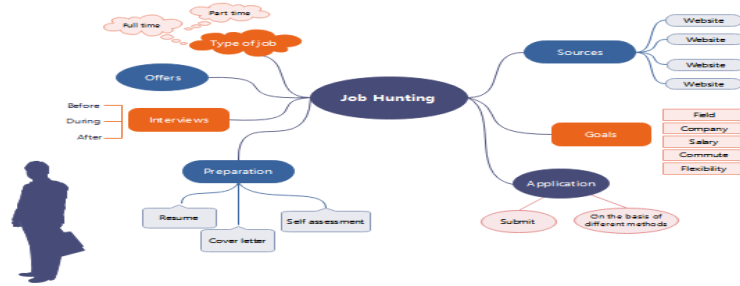 Part time
Full time
Type of job
Offers
Before
During
After
Interviews
Preparation
Resume
Cover letter
Self assessment
Job Hunting
Sources
Website
Website
Website
Website
Goals
Field
Company
Salary
Commute
Flexibility
Application
Submit
On the basis of
different methods